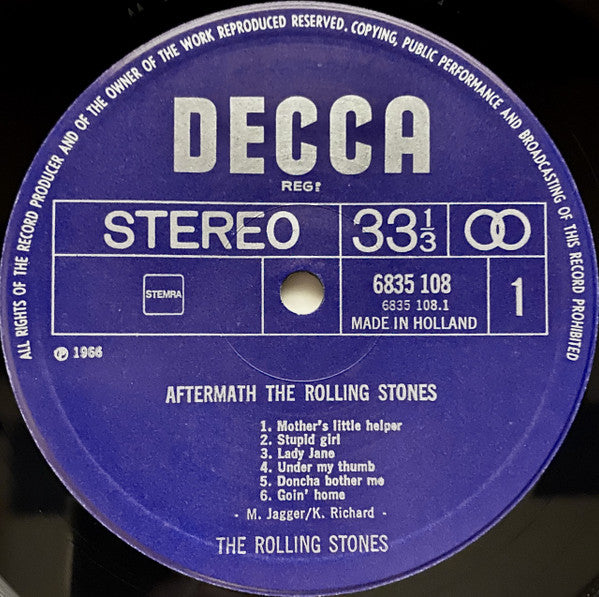 ALL RIGHTS OF THE RECORD PRODUCER AND OF THE OWNER OF THE WORK REPRODUCED RESERVED. COPYING, PUBLIC PERFORMANCE AND BROADCASTING OF THIS RECORD PROHIBITED
DECCA
REG?
STEREO 33⅓
STEMRA
6835 108
6835 108.1
MADE IN HOLLAND
1
℗ 1966
AFTERMATH THE ROLLING STONES
1. Mother's little helper
2. Stupid girl
3. Lady Jane
4. Under my thumb
5. Doncha bother me
6. Goin' home
- M. Jagger/K. Richard -
THE ROLLING STONES